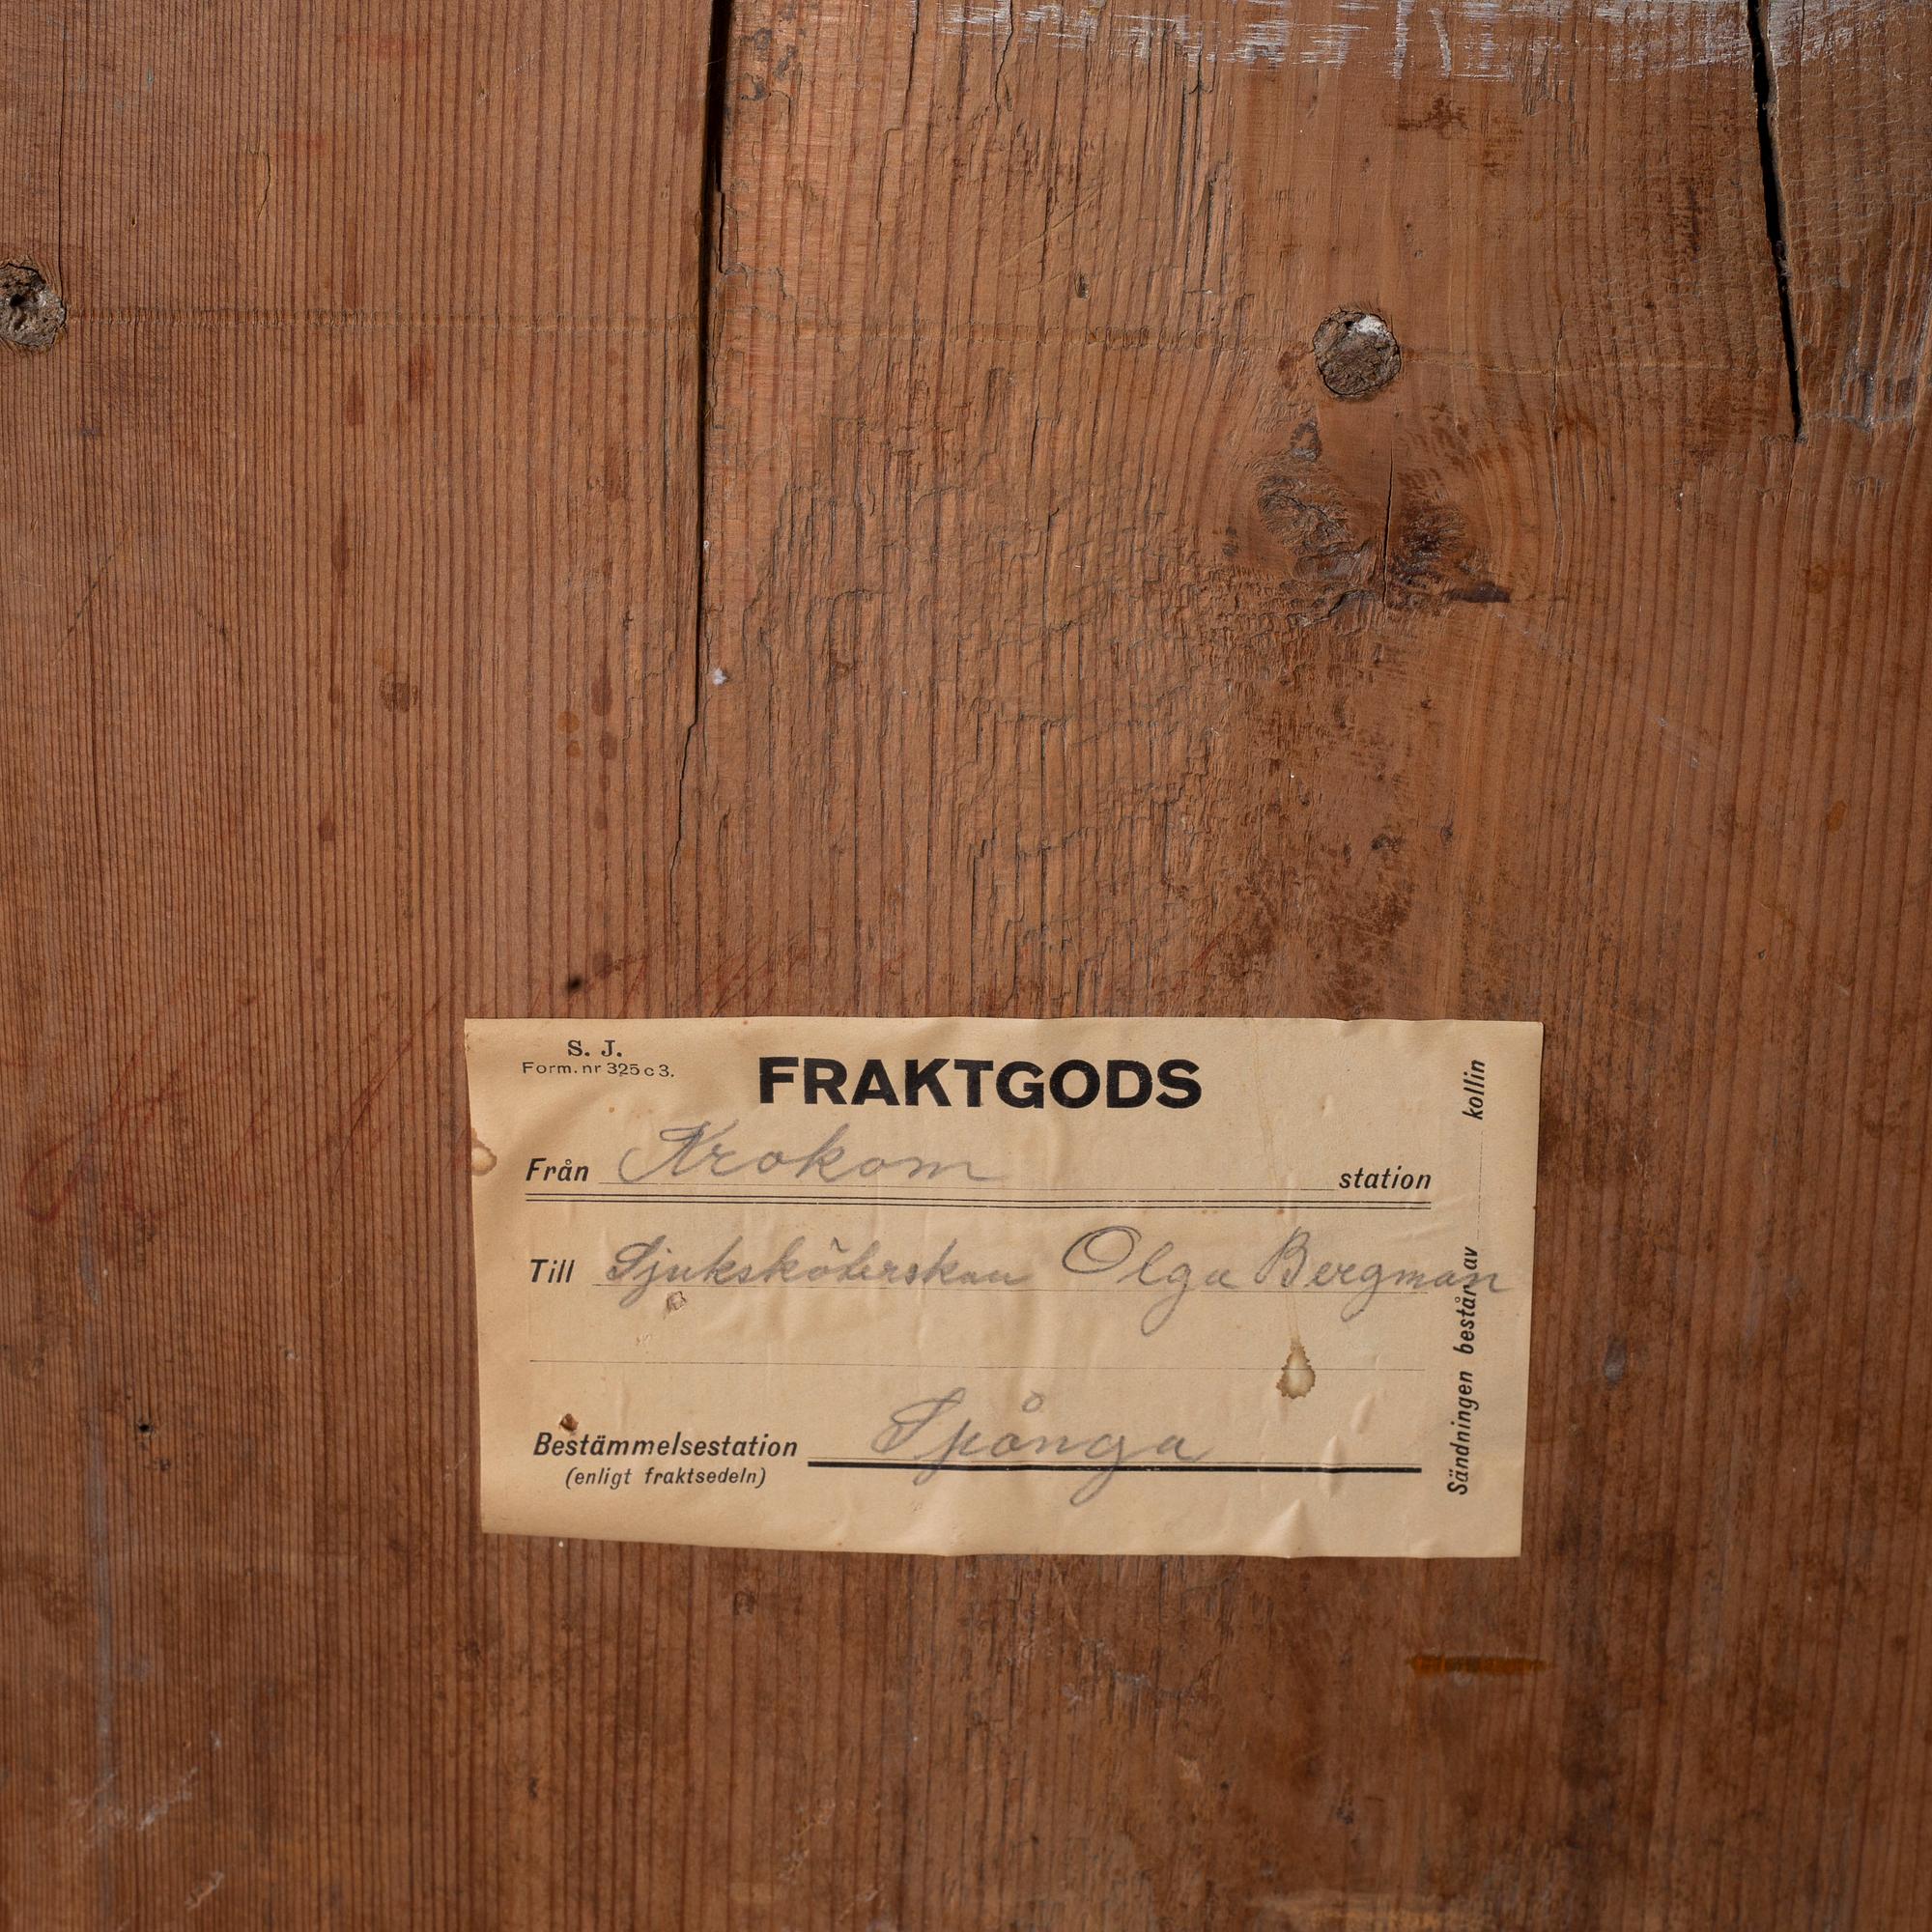 S. J.
Form. nr 325 c 3.
FRAKTGODS
Från Krokom station
Till Sjuksköterskan Olga Bergman
Bestämmelsestation Spånga
(enligt fraktsedeln)
Sändningen består av kollin